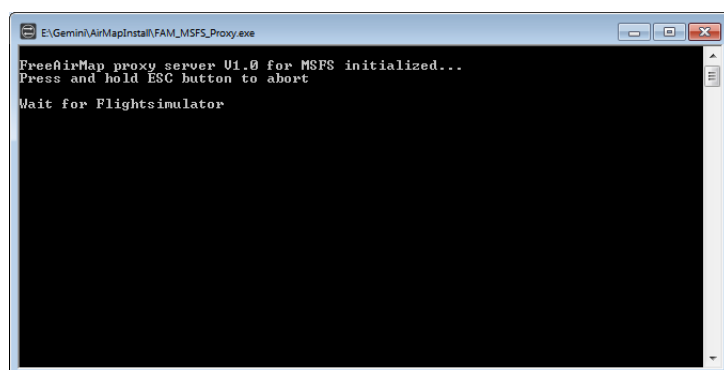 E:\Gemini\AirMapInstall\FAM_MSFS_Proxy.exe
FreeAirMap proxy server V1.0 for MSFS initialized...
Press and hold ESC button to abort
Wait for Flightsimulator